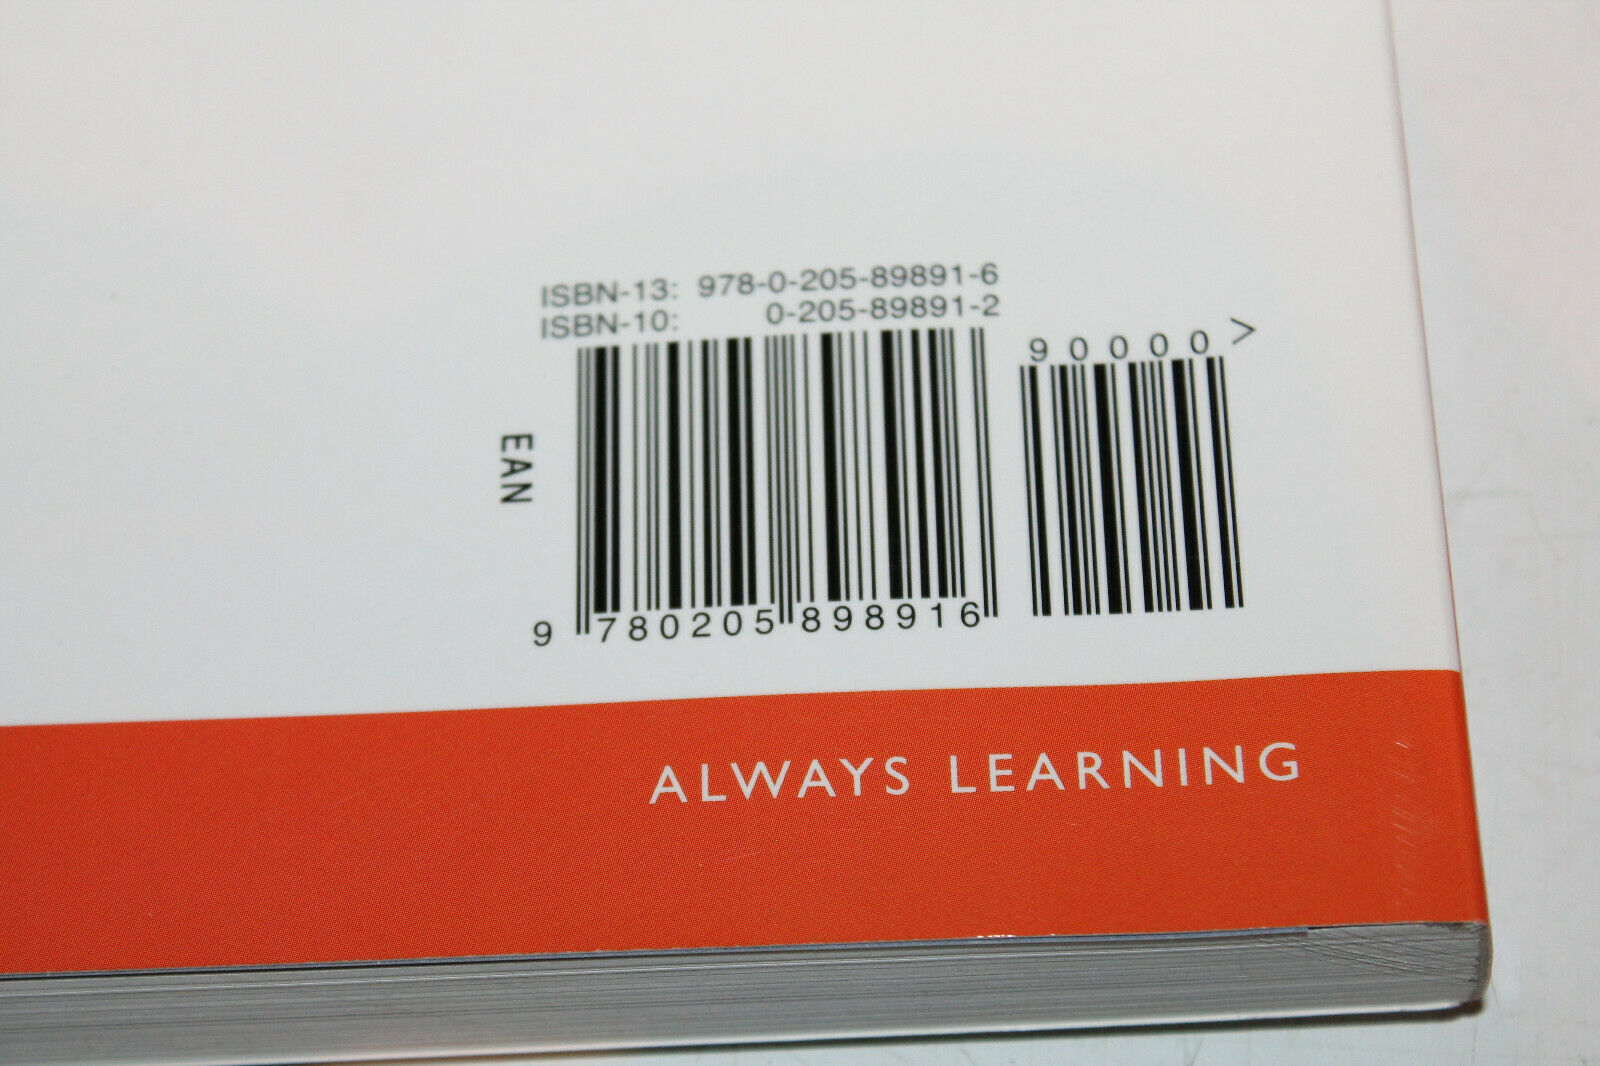 ISBN-13: 978-0-205-89891-6
ISBN-10: 0-205-89891-2
90000>
EAN
9 780205 898916
ALWAYS LEARNING